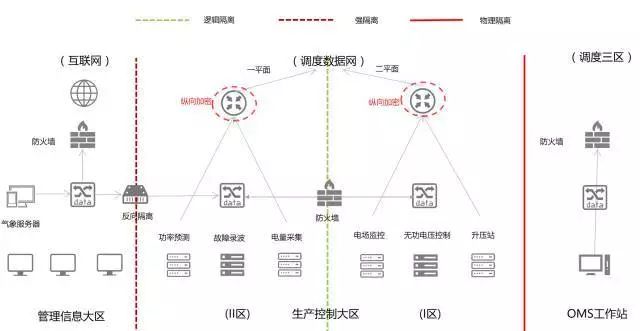 逻辑隔离 强隔离 物理隔离
（互联网） （调度数据网） （调度三区）
一平面 二平面
纵向加密 纵向加密
防火墙 防火墙
data data data data
气象服务器 反向隔离 防火墙
功率预测 故障录波 电量采集 电场监控 无功电压控制 升压站
管理信息大区 (II区) 生产控制大区 (I区) OMS工作站